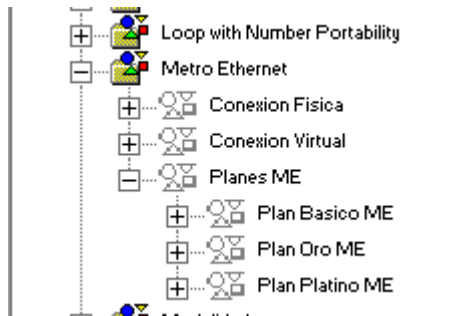 Loop with Number Portability
Metro Ethernet
Conexion Fisica
Conexion Virtual
Planes ME
Plan Basico ME
Plan Oro ME
Plan Platino ME